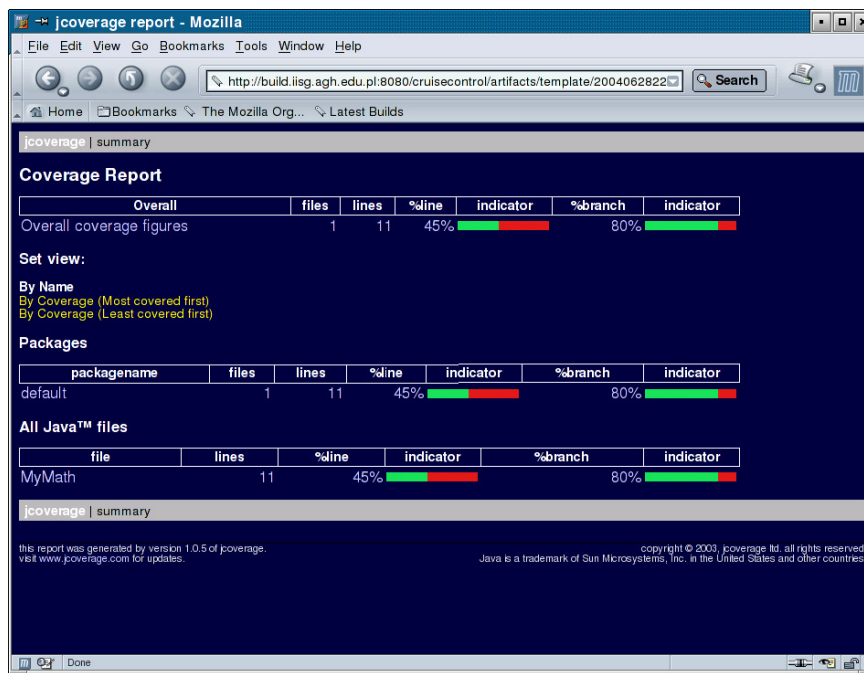 jcoverage report - Mozilla
File Edit View Go Bookmarks Tools Window Help
http://build.iisg.agh.edu.pl:8080/cruisecontrol/artifacts/template/2004062822 Search
Home Bookmarks The Mozilla Org... Latest Builds
jcoverage | summary
Coverage Report
Overall files lines %line indicator %branch indicator
Overall coverage figures 1 11 45% 80%
Set view:
By Name
By Coverage (Most covered first)
By Coverage (Least covered first)
Packages
packagename files lines %line indicator %branch indicator
default 1 11 45% 80%
All Java™ files
file lines %line indicator %branch indicator
MyMath 11 45% 80%
jcoverage | summary
this report was generated by version 1.0.5 of jcoverage.
visit www.jcoverage.com for updates.
copyright © 2003, jcoverage ltd. all rights reserved
Java is a trademark of Sun Microsystems, Inc. in the United States and other countries
Done